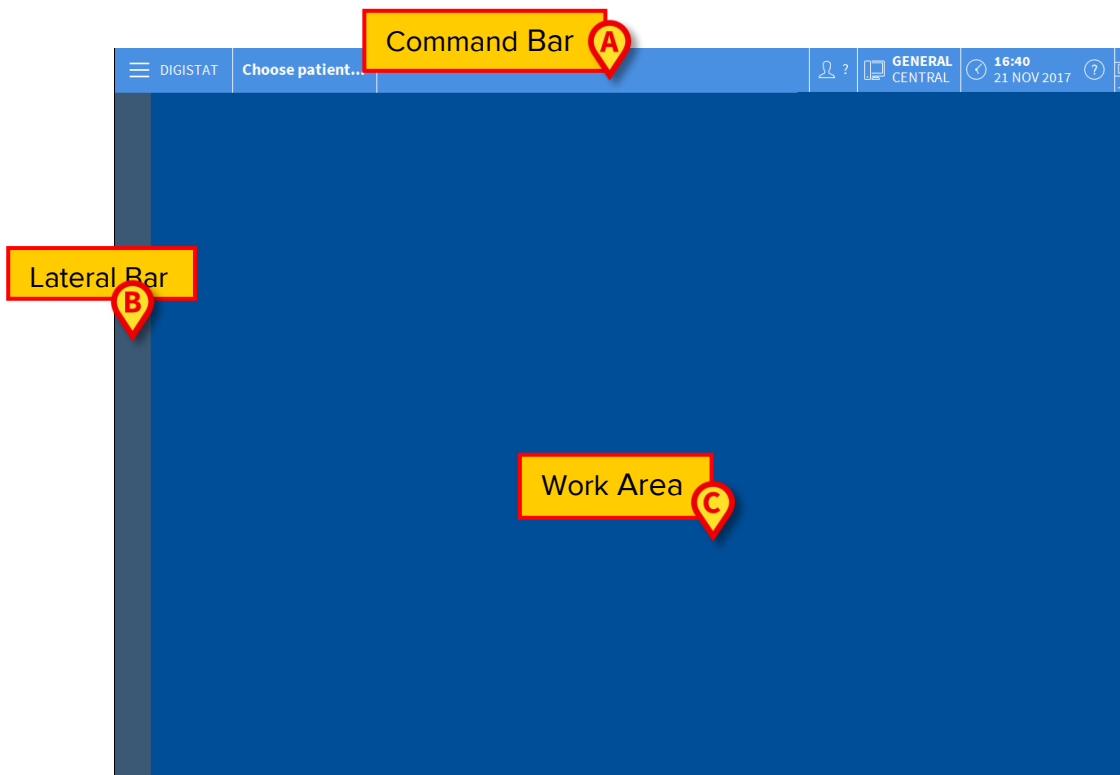 Command Bar
A
DIGISTAT
Choose patient...
?
GENERAL
CENTRAL
16:40
21 NOV 2017
?
Lateral Bar
B
Work Area
C